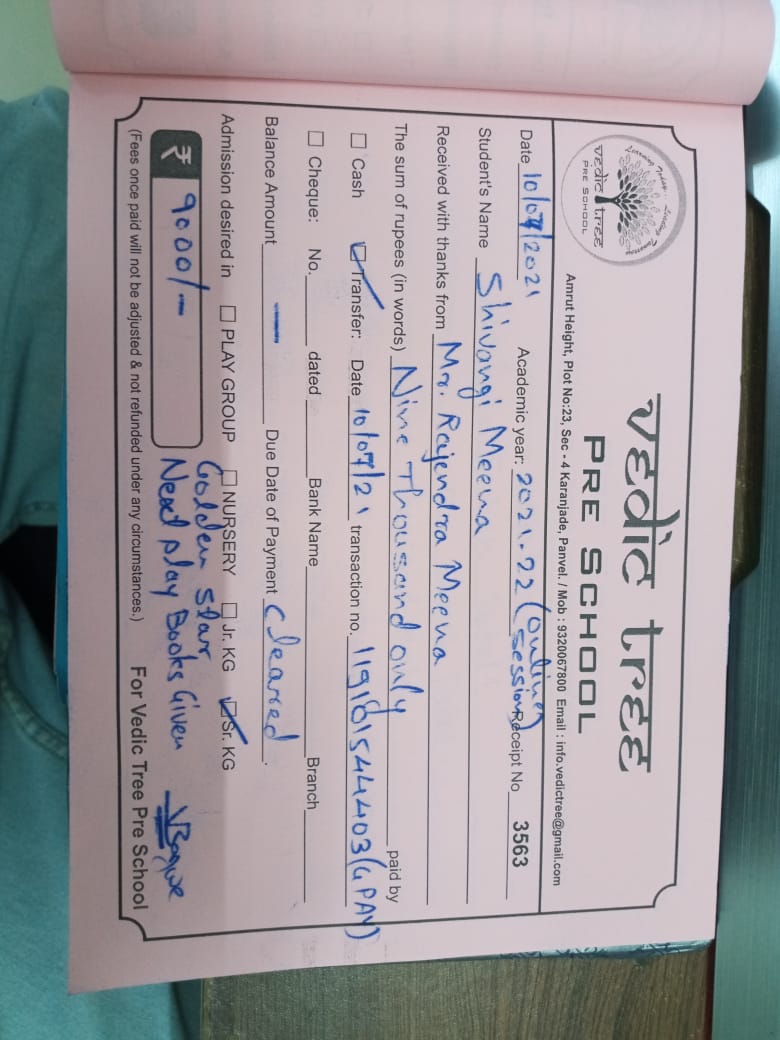 Learning Today... Leading Tomorrow
vedic tree
PRE SCHOOL
vedic tree
PRE SCHOOL
Amrut Height, Plot No:23, Sec - 4 Karanjade, Panvel. / Mob : 9320067800 Email : info.vedictree@gmail.com
Date 10/07/2021 Academic year: 2021-22 (online session) Receipt No 3563
Student's Name Shivangi Meena
Received with thanks from Mr. Rajendra Meena
The sum of rupees (in words) Nine Thousand only paid by
Cash Transfer: Date 10/07/21 transaction no. 119161544403 (G PAY)
Cheque: No. dated Bank Name Branch
Balance Amount — Due Date of Payment cleared.
Admission desired in PLAY GROUP NURSERY Jr. KG Sr. KG
₹ 9000/- Golden Star
Next play Books Given
(Fees once paid will not be adjusted & not refunded under any circumstances.) For Vedic Tree Pre School